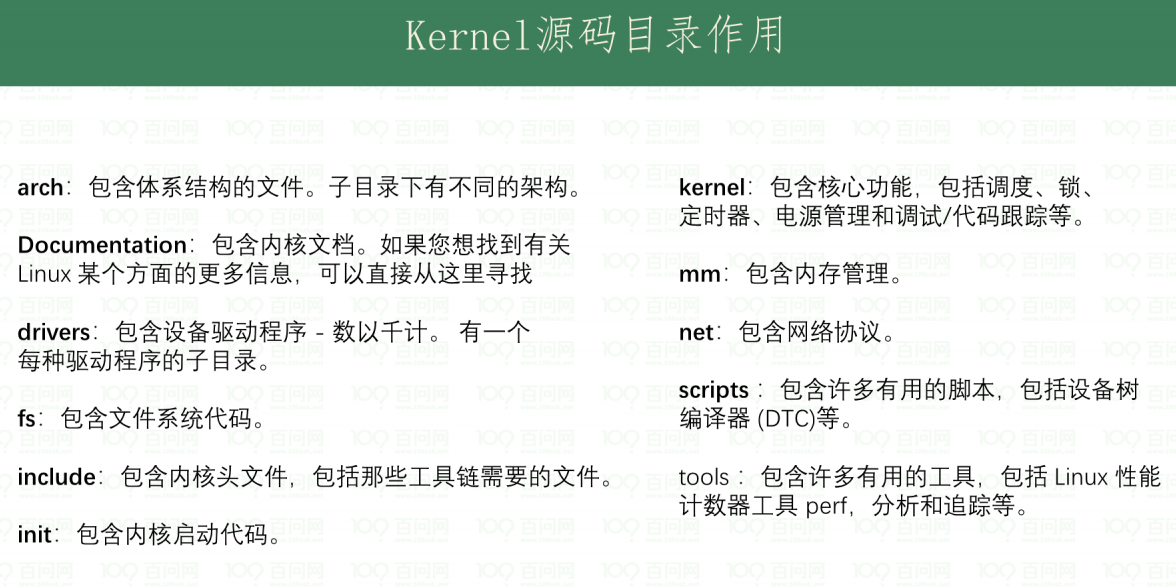 Kernel源码目录作用
arch：包含体系结构的文件。子目录下有不同的架构。
Documentation：包含内核文档。如果您想找到有关
Linux 某个方面的更多信息，可以直接从这里寻找
drivers：包含设备驱动程序 - 数以千计。 有一个
每种驱动程序的子目录。
fs：包含文件系统代码。
include：包含内核头文件，包括那些工具链需要的文件。
init：包含内核启动代码。
kernel：包含核心功能，包括调度、锁、
定时器、电源管理和调试/代码跟踪等。
mm：包含内存管理。
net：包含网络协议。
scripts ：包含许多有用的脚本，包括设备树
编译器 (DTC)等。
tools ：包含许多有用的工具，包括 Linux 性能
计数器工具 perf，分析和追踪等。